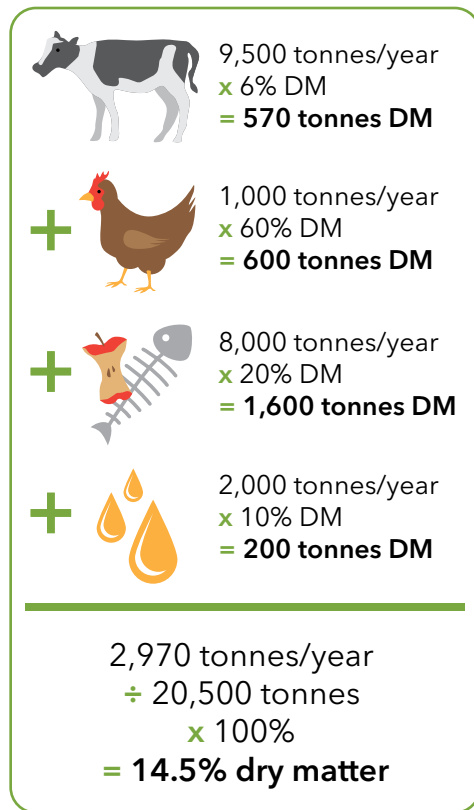 9,500 tonnes/year
x 6% DM
= 570 tonnes DM
+
1,000 tonnes/year
x 60% DM
= 600 tonnes DM
+
8,000 tonnes/year
x 20% DM
= 1,600 tonnes DM
+
2,000 tonnes/year
x 10% DM
= 200 tonnes DM
2,970 tonnes/year
÷ 20,500 tonnes
x 100%
= 14.5% dry matter